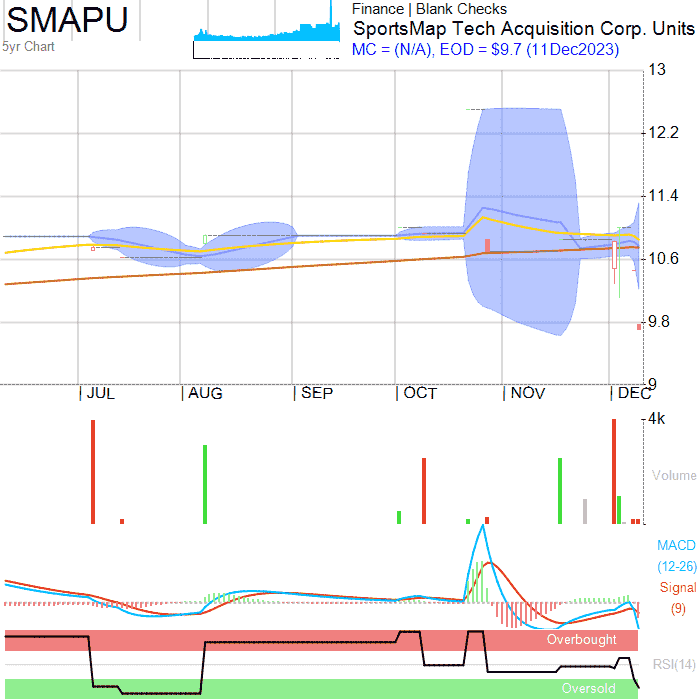 SMAPU
5yr Chart
Finance | Blank Checks
SportsMap Tech Acquisition Corp. Units
MC = (N/A), EOD = $9.7 (11Dec2023)
13
12.2
11.4
10.6
9.8
9
JUL AUG SEP OCT NOV DEC
4k
Volume
MACD
(12-26)
Signal
(9)
Overbought
RSI(14)
Oversold